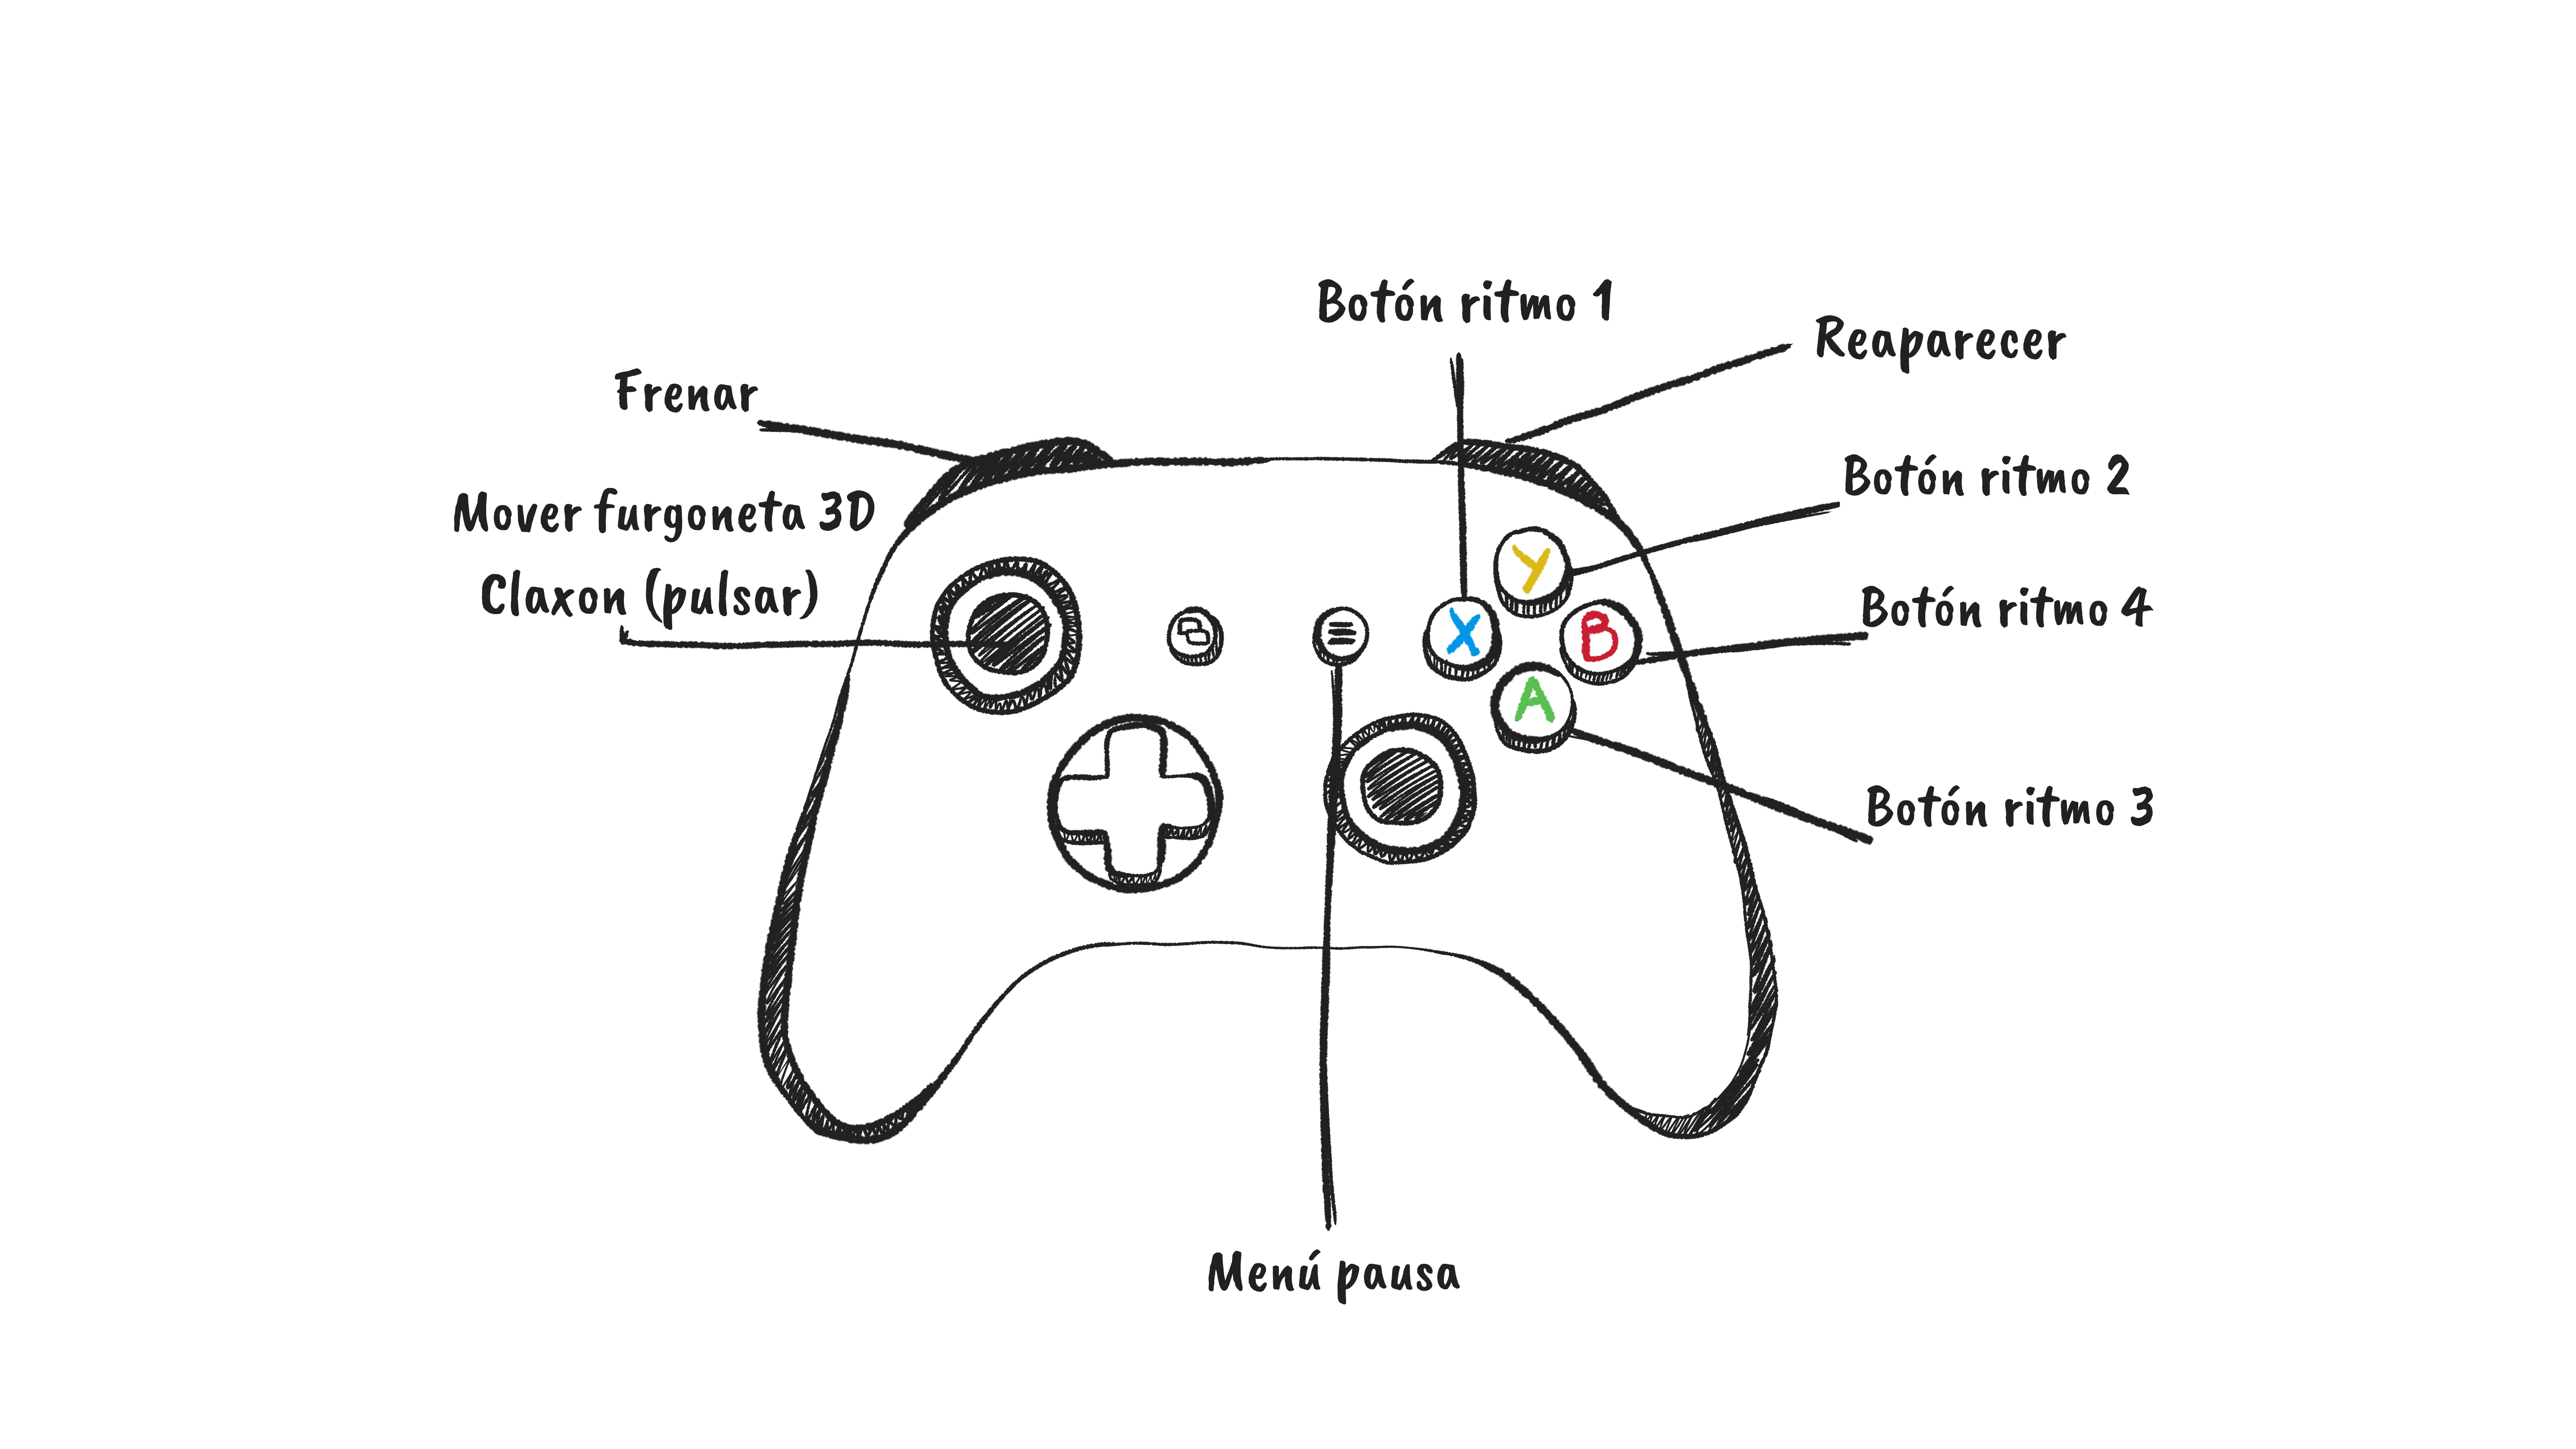 Botón ritmo 1
Reaparecer
Frenar
Botón ritmo 2
Mover furgoneta 3D
Claxon (pulsar)
Botón ritmo 4
Y
X
B
A
Botón ritmo 3
Menú pausa